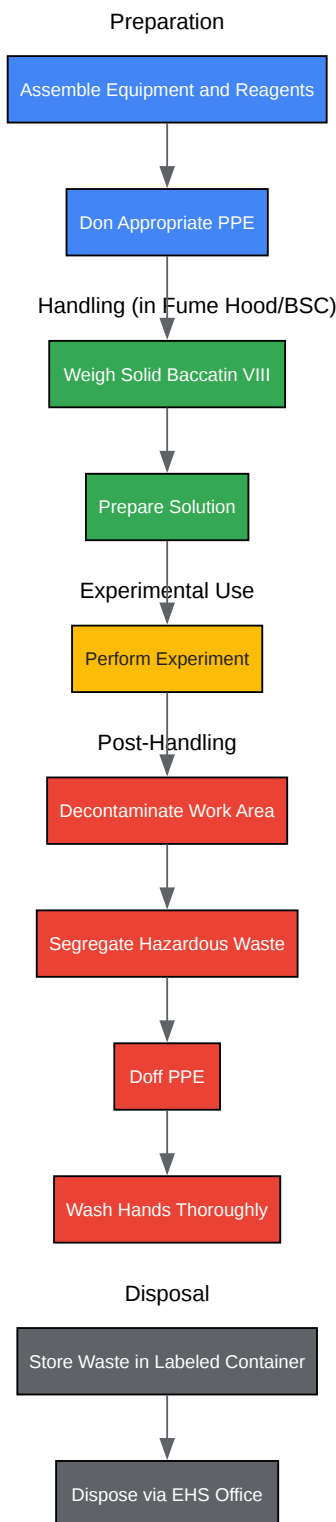 Preparation
Assemble Equipment and Reagents
Don Appropriate PPE
Handling (in Fume Hood/BSC)
Weigh Solid Baccatin VIII
Prepare Solution
Experimental Use
Perform Experiment
Post-Handling
Decontaminate Work Area
Segregate Hazardous Waste
Doff PPE
Wash Hands Thoroughly
Disposal
Store Waste in Labeled Container
Dispose via EHS Office